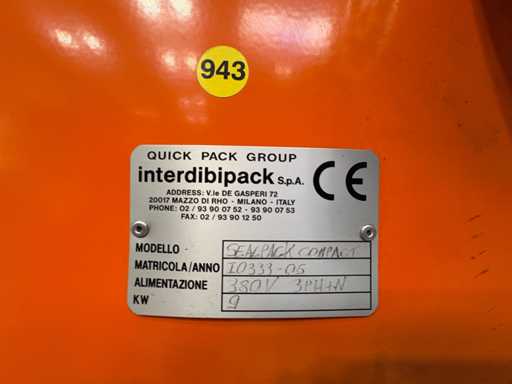 943
QUICK PACK GROUP
interdibipack S.p.A. CE
ADDRESS: V.le DE GASPERI 72
20017 MAZZO DI RHO - MILANO - ITALY
PHONE: 02 / 93 90 07 52 - 93 90 07 53
FAX: 02 / 93 90 12 50
MODELLO SEALPACK COMPACT
MATRICOLA/ANNO I0333-05
ALIMENTAZIONE 380V 3PH+N
KW 9